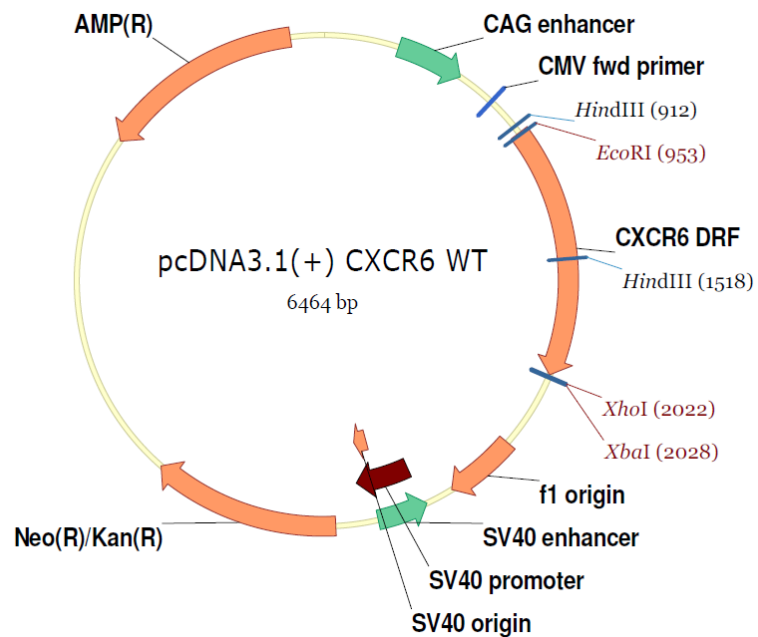 AMP(R)
CAG enhancer
CMV fwd primer
HindIII (912)
EcoRI (953)
CXCR6 DRF
pcDNA3.1(+) CXCR6 WT
6464 bp
HindIII (1518)
XhoI (2022)
XbaI (2028)
f1 origin
Neo(R)/Kan(R)
SV40 enhancer
SV40 promoter
SV40 origin